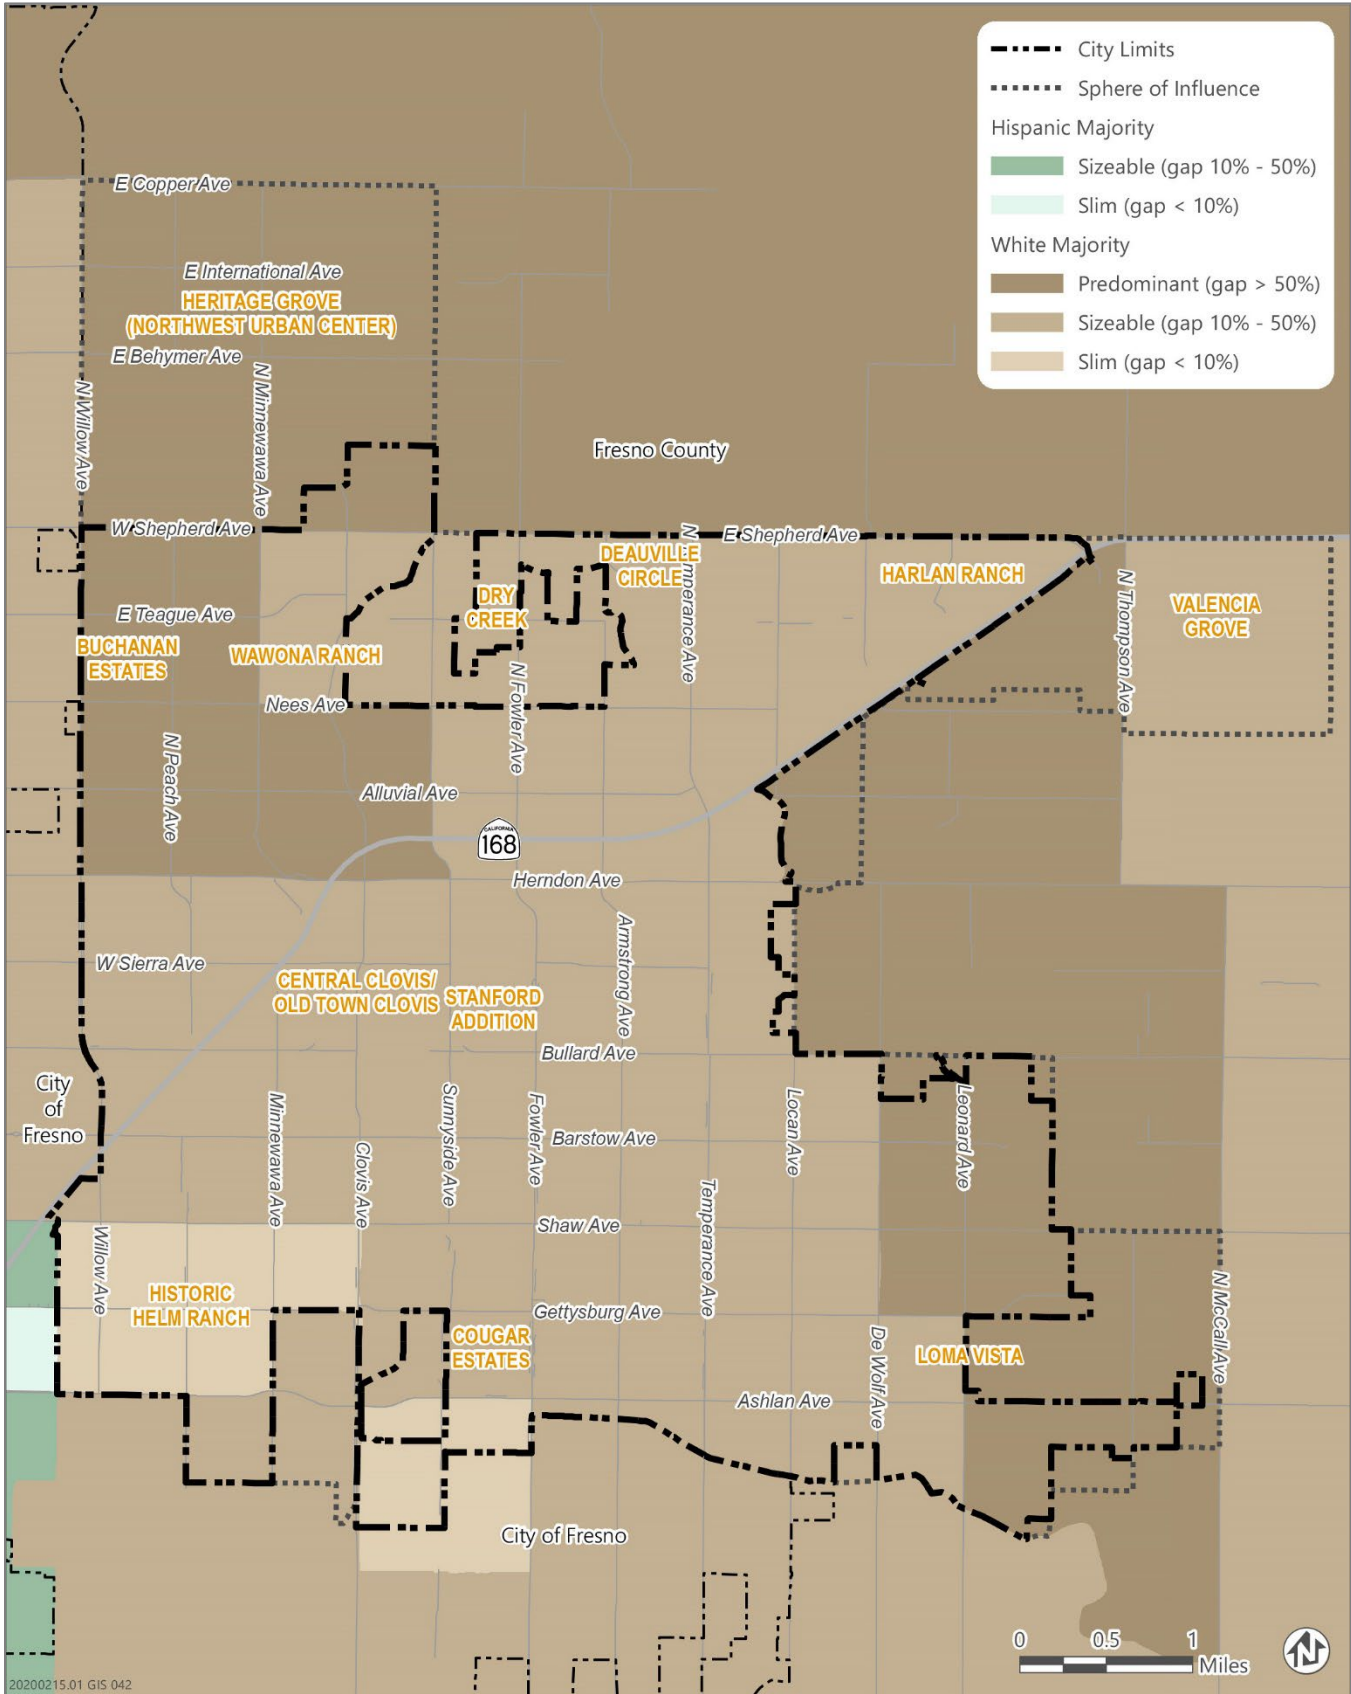 City Limits
Sphere of Influence
Hispanic Majority
Sizeable (gap 10% - 50%)
Slim (gap < 10%)
White Majority
Predominant (gap > 50%)
Sizeable (gap 10% - 50%)
Slim (gap < 10%)
E Copper Ave
E International Ave
HERITAGE GROVE
(NORTHWEST URBAN CENTER)
E Behymer Ave
N Willow Ave
N Minnewawa Ave
Fresno County
W Shepherd Ave
E Shepherd Ave
N Temperance Ave
DEAUVILLE
CIRCLE
HARLAN RANCH
N Thompson Ave
VALENCIA
GROVE
DRY
CREEK
E Teague Ave
BUCHANAN
ESTATES
WAWONA RANCH
Nees Ave
N Fowler Ave
N Peach Ave
Alluvial Ave
CALIFORNIA
168
Herndon Ave
Armstrong Ave
W Sierra Ave
CENTRAL CLOVIS/
OLD TOWN CLOVIS
STANFORD
ADDITION
Bullard Ave
City
of
Fresno
Minnewawa Ave
Clovis Ave
Sunnyside Ave
Fowler Ave
Barstow Ave
Locan Ave
Leonard Ave
Temperance Ave
Shaw Ave
Willow Ave
HISTORIC
HELM RANCH
Gettysburg Ave
COUGAR
ESTATES
De Wolf Ave
LOMA VISTA
N McCall Ave
Ashlan Ave
City of Fresno
0 0.5 1
Miles
N
20200215.01 GIS 042